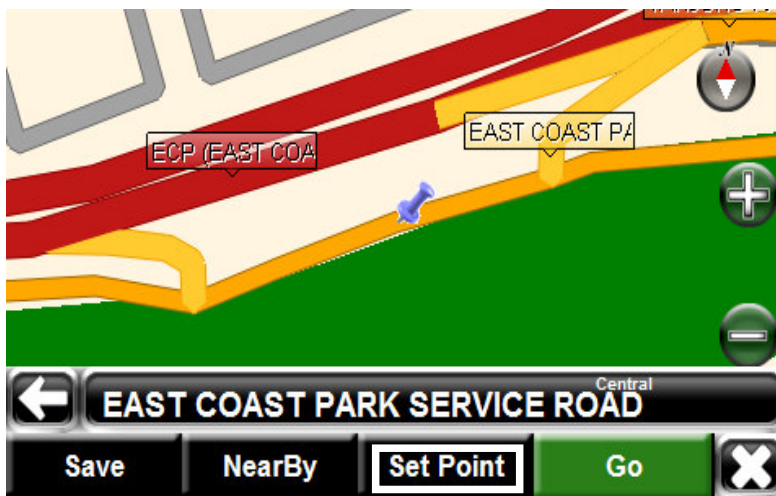 N
ECP (EAST COA
EAST COAST PA
Central
EAST COAST PARK SERVICE ROAD
Save
NearBy
Set Point
Go